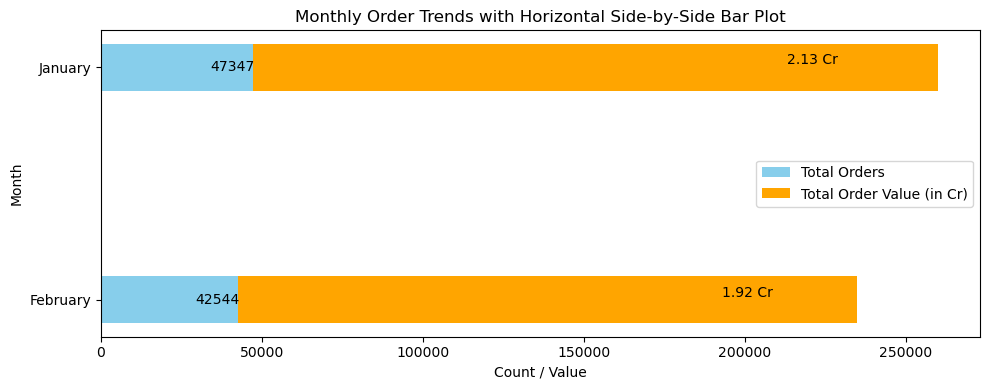 Monthly Order Trends with Horizontal Side-by-Side Bar Plot
January
47347
2.13 Cr
Month
Total Orders
Total Order Value (in Cr)
February
42544
1.92 Cr
0 50000 100000 150000 200000 250000
Count / Value